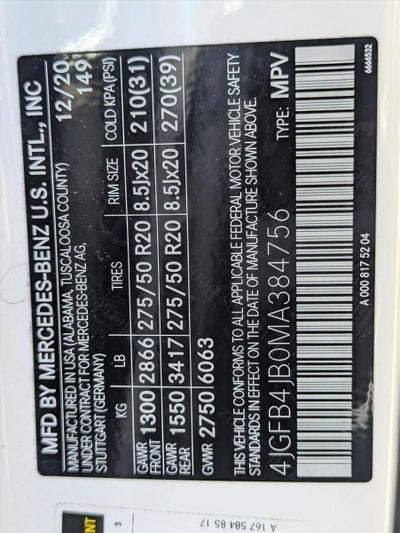 MFD BY MERCEDES-BENZ U.S. INTL., INC
MANUFACTURED IN USA (ALABAMA, TUSCALOOSA COUNTY)
UNDER CONTRACT FOR MERCEDES-BENZ AG,
STUTTGART (GERMANY)
12/20
149
KG LB TIRES RIM SIZE COLD KPA (PSI)
GAWR FRONT 1300 2866 275/50 R20 8.5Jx20 210(31)
GAWR REAR 1550 3417 275/50 R20 8.5Jx20 270(39)
GVWR 2750 6063
THIS VEHICLE CONFORMS TO ALL APPLICABLE FEDERAL MOTOR VEHICLE SAFETY
STANDARDS IN EFFECT ON THE DATE OF MANUFACTURE SHOWN ABOVE.
4JGFB4JB0MA384756 TYPE: MPV
A 000 817 52 04
6666532
3
A 167 584 85 17